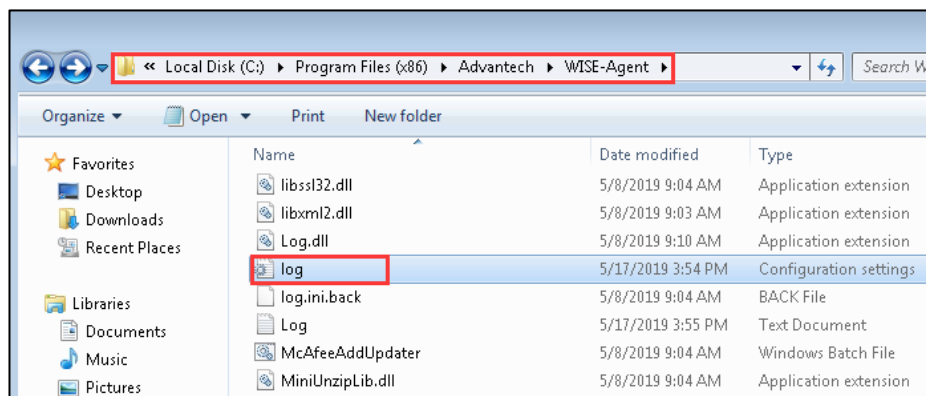 « Local Disk (C:) ▸ Program Files (x86) ▸ Advantech ▸ WISE-Agent ▸ Search W
Organize Open Print New folder
Favorites
Desktop
Downloads
Recent Places
Libraries
Documents
Music
Pictures
Name Date modified Type
libssl32.dll 5/8/2019 9:04 AM Application extension
libxml2.dll 5/8/2019 9:03 AM Application extension
Log.dll 5/8/2019 9:10 AM Application extension
log 5/17/2019 3:54 PM Configuration settings
log.ini.back 5/8/2019 9:04 AM BACK File
Log 5/17/2019 3:55 PM Text Document
McAfeeAddUpdater 5/8/2019 9:04 AM Windows Batch File
MiniUnzipLib.dll 5/8/2019 9:04 AM Application extension